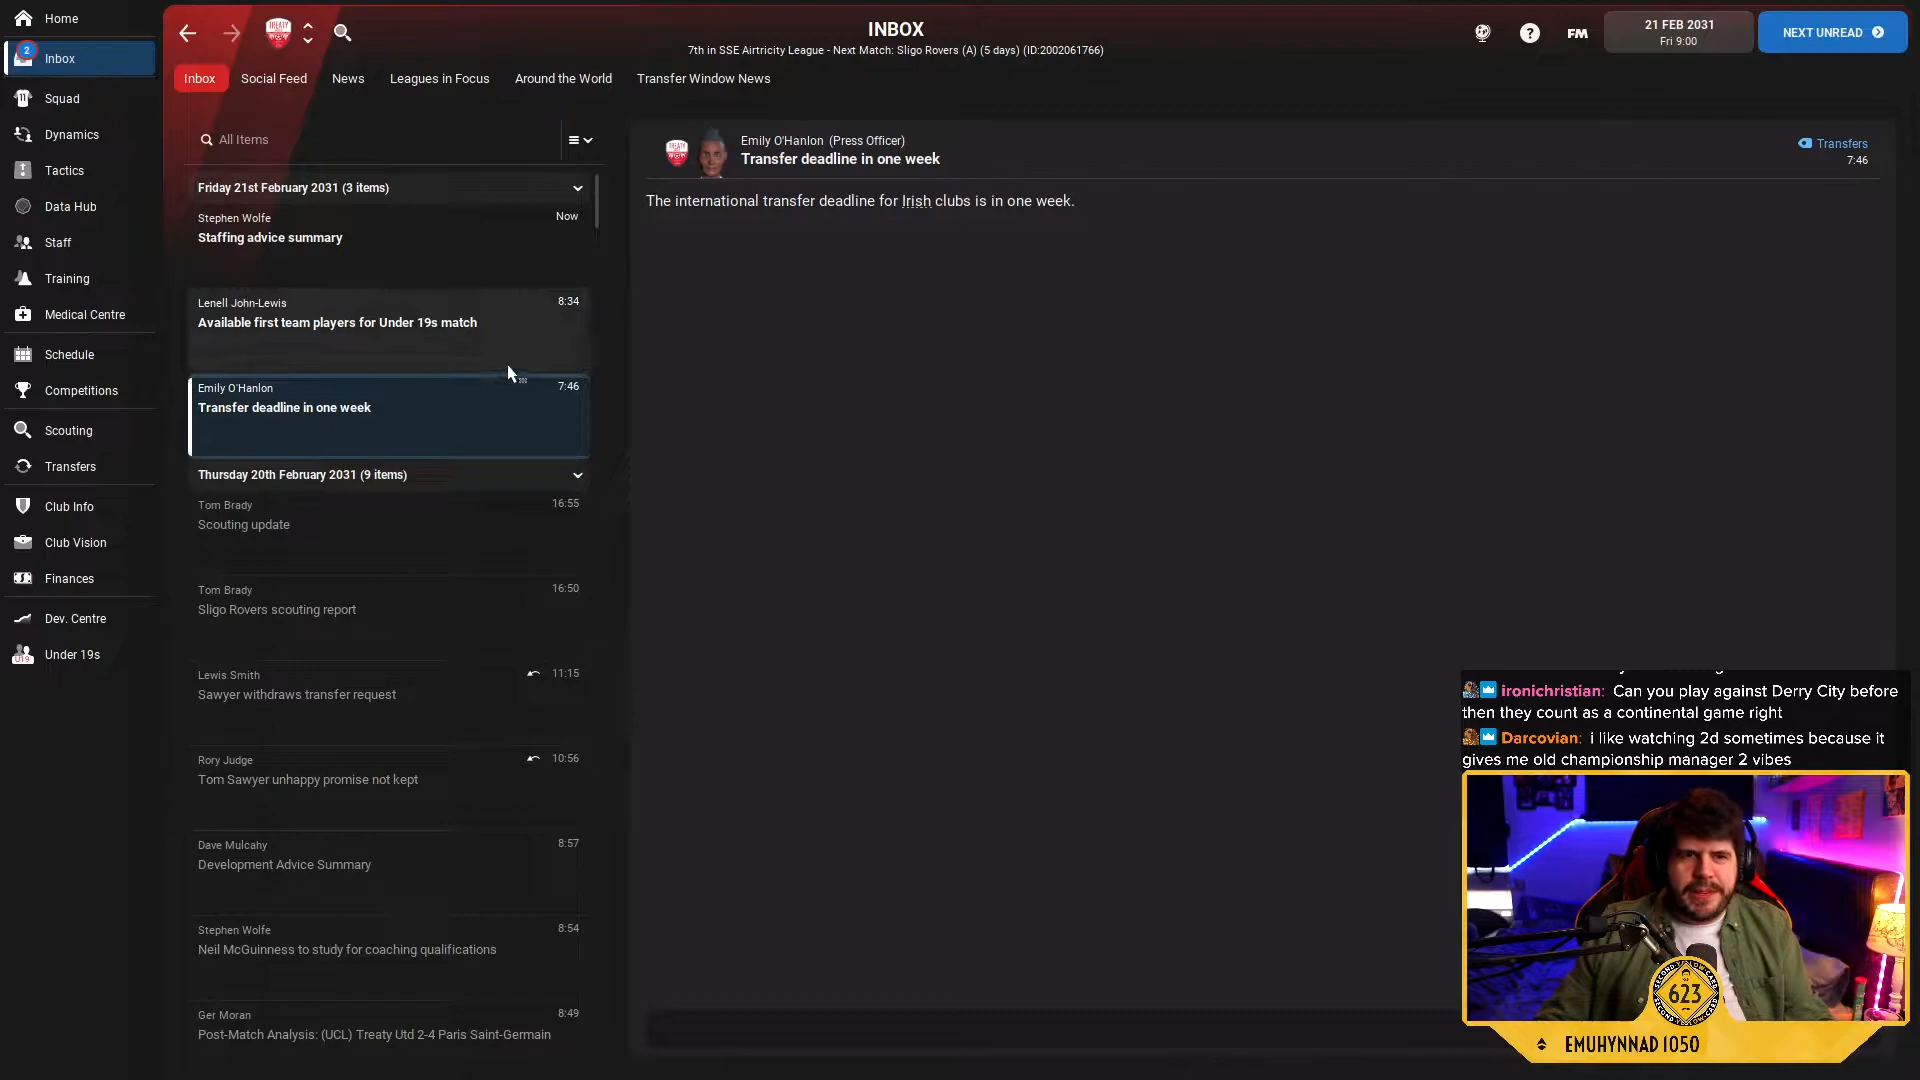 Home
2
Inbox
Squad
Dynamics
Tactics
Data Hub
Staff
Training
Medical Centre
Schedule
Competitions
Scouting
Transfers
Club Info
Club Vision
Finances
Dev. Centre
U19
Under 19s
TREATY
INBOX
7th in SSE Airtricity League - Next Match: Sligo Rovers (A) (5 days) (ID:2002061766)
FM
21 FEB 2031
Fri 9:00
NEXT UNREAD
Inbox
Social Feed
News
Leagues in Focus
Around the World
Transfer Window News
All Items
Friday 21st February 2031 (3 items)
Stephen Wolfe
Now
Staffing advice summary
Lenell John-Lewis
8:34
Available first team players for Under 19s match
Emily O'Hanlon
7:46
Transfer deadline in one week
Thursday 20th February 2031 (9 items)
Tom Brady
16:55
Scouting update
Tom Brady
16:50
Sligo Rovers scouting report
Lewis Smith
11:15
Sawyer withdraws transfer request
Rory Judge
10:56
Tom Sawyer unhappy promise not kept
Dave Mulcahy
8:57
Development Advice Summary
Stephen Wolfe
8:54
Neil McGuinness to study for coaching qualifications
Ger Moran
8:49
Post-Match Analysis: (UCL) Treaty Utd 2-4 Paris Saint-Germain
Emily O'Hanlon (Press Officer)
Transfer deadline in one week
Transfers
7:46
The international transfer deadline for Irish clubs is in one week.
ironichristian: Can you play against Derry City before
then they count as a continental game right
Darcovian: i like watching 2d sometimes because it
gives me old championship manager 2 vibes
SECOND YELLOW CARD
623
EMUHYNNAD 1050